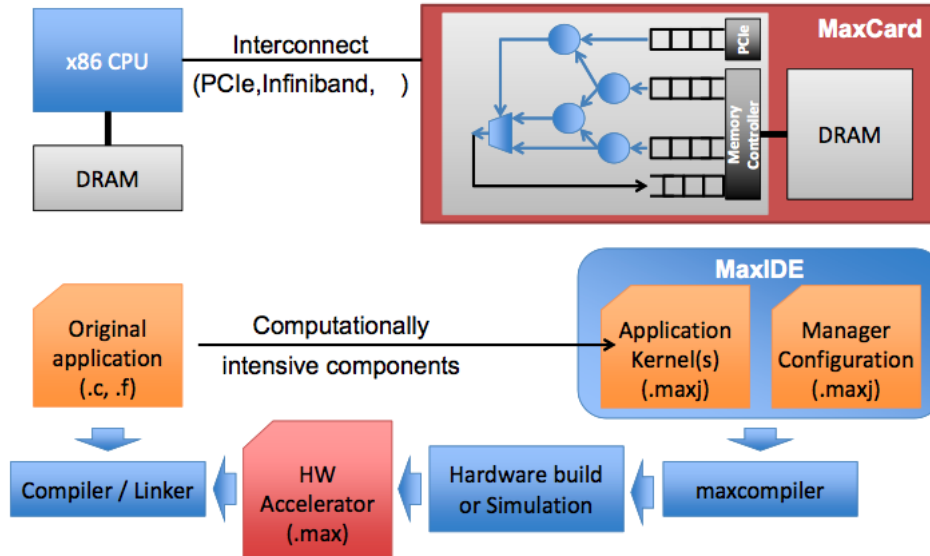 x86 CPU
Interconnect
(PCIe,Infiniband, )
DRAM
MaxCard
PCIe
Memory
Controller
DRAM
MaxIDE
Original
application
(.c, .f)
Computationally
intensive components
Application
Kernel(s)
(.maxj)
Manager
Configuration
(.maxj)
Compiler / Linker
HW
Accelerator
(.max)
Hardware build
or Simulation
maxcompiler